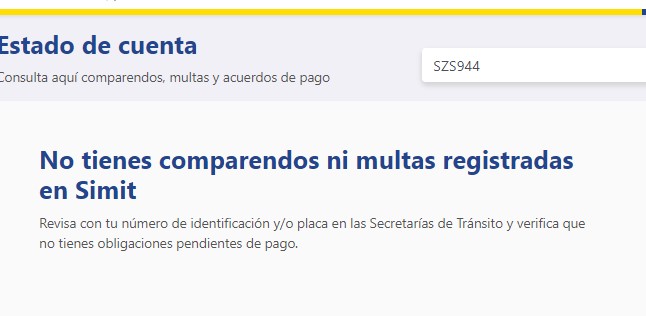 Estado de cuenta
Consulta aquí comparendos, multas y acuerdos de pago
SZS944
No tienes comparendos ni multas registradas
en Simit
Revisa con tu número de identificación y/o placa en las Secretarías de Tránsito y verifica que
no tienes obligaciones pendientes de pago.